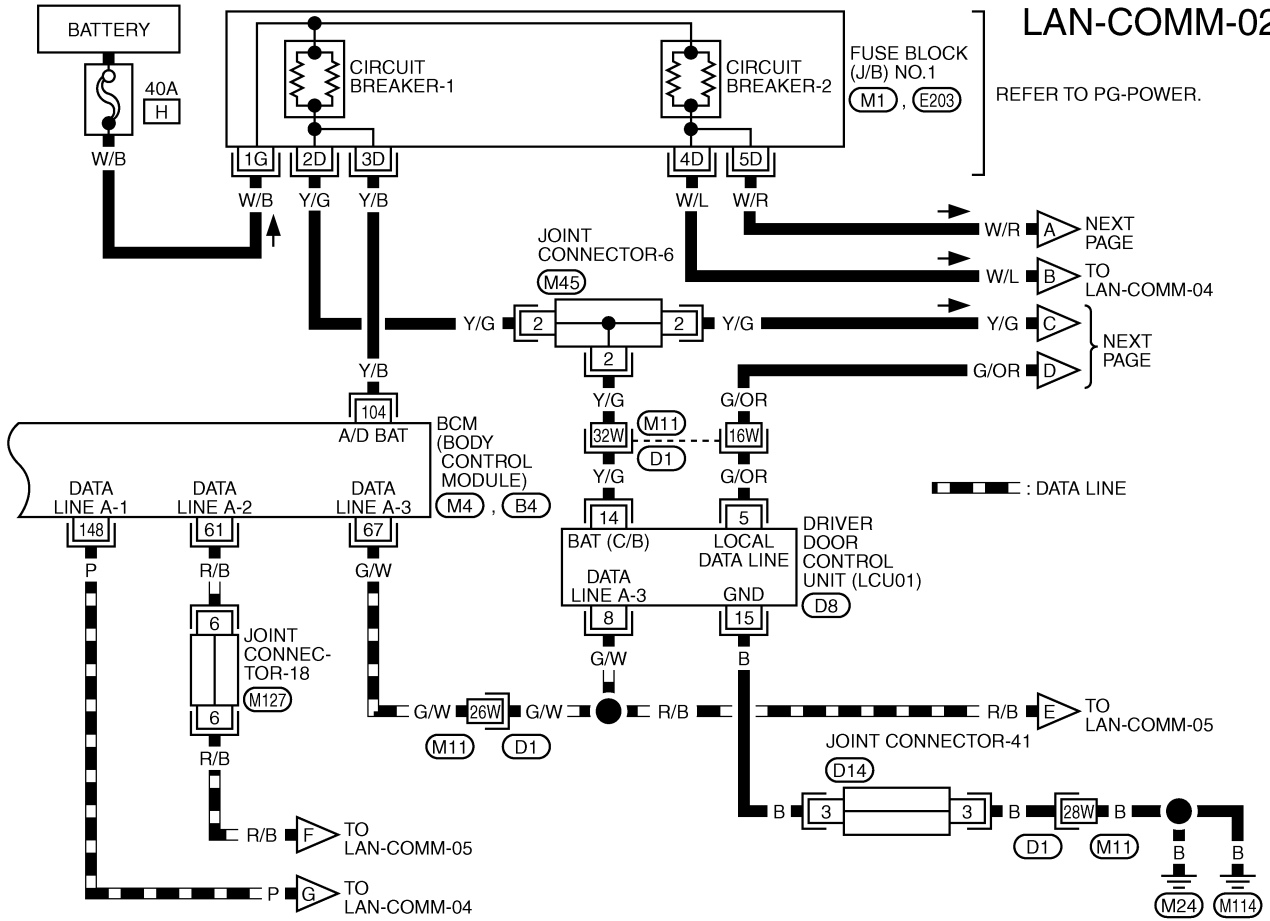 LAN-COMM-02
BATTERY
40A
H
CIRCUIT
BREAKER-1
CIRCUIT
BREAKER-2
FUSE BLOCK
(J/B) NO.1
M1 , E203
REFER TO PG-POWER.
W/B
1G
2D
3D
4D
5D
W/B
Y/G
Y/B
W/L
W/R
W/R
A
NEXT
PAGE
W/L
B
TO
LAN-COMM-04
JOINT
CONNECTOR-6
M45
Y/G
2
2
Y/G
Y/G
C
2
NEXT
PAGE
G/OR
D
Y/B
Y/G
G/OR
104
A/D BAT
BCM
(BODY
CONTROL
MODULE)
M4 , B4
32W
M11
D1
16W
Y/G
G/OR
: DATA LINE
DATA
LINE A-1
DATA
LINE A-2
DATA
LINE A-3
148
61
67
14
5
BAT (C/B)
LOCAL
DATA LINE
DATA
LINE A-3
GND
DRIVER
DOOR
CONTROL
UNIT (LCU01)
D8
8
15
P
R/B
G/W
G/W
B
6
JOINT
CONNEC-
TOR-18
M127
6
R/B
G/W
26W
G/W
M11
D1
R/B
R/B
E
TO
LAN-COMM-05
JOINT CONNECTOR-41
D14
B
3
3
B
28W
B
D1
M11
B
B
M24
M114
R/B
F
TO
LAN-COMM-05
P
G
TO
LAN-COMM-04